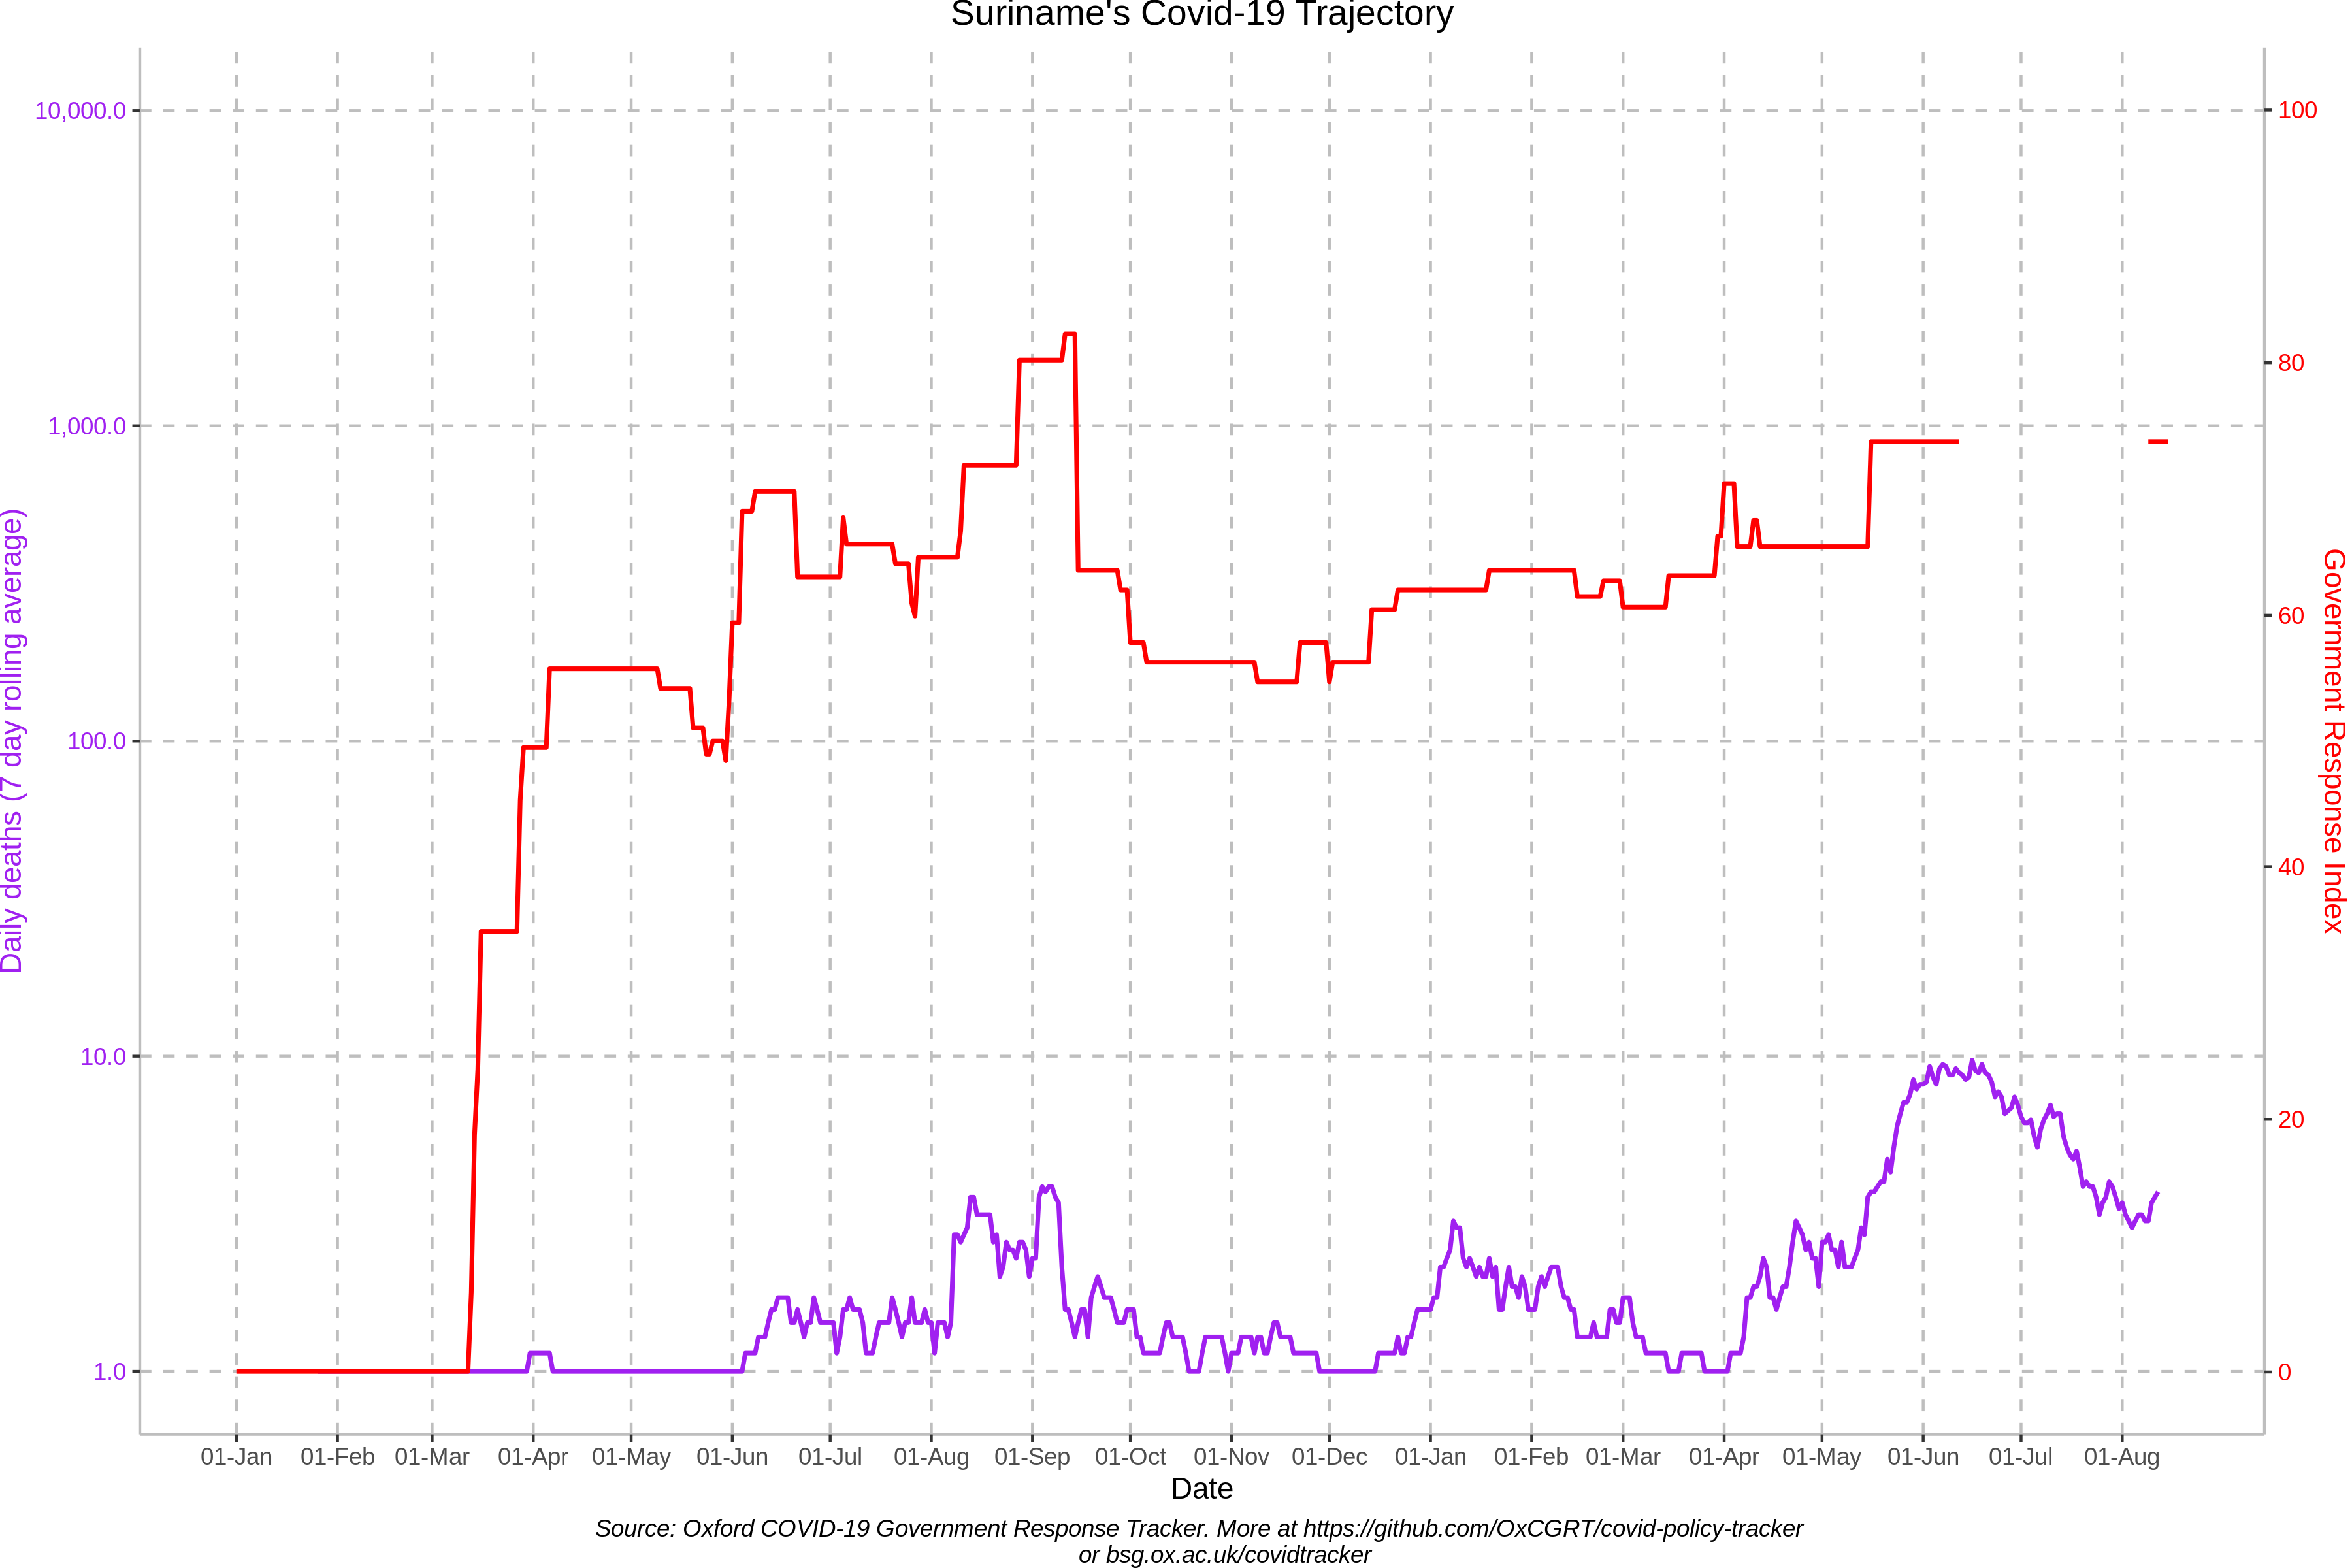 Suriname's Covid-19 Trajectory
10,000.0
1,000.0
100.0
10.0
1.0
Daily deaths (7 day rolling average)
100
80
60
40
20
0
Government Response Index
01-Jan 01-Feb 01-Mar 01-Apr 01-May 01-Jun 01-Jul 01-Aug 01-Sep 01-Oct 01-Nov 01-Dec 01-Jan 01-Feb 01-Mar 01-Apr 01-May 01-Jun 01-Jul 01-Aug
Date
Source: Oxford COVID-19 Government Response Tracker. More at https://github.com/OxCGRT/covid-policy-tracker
or bsg.ox.ac.uk/covidtracker